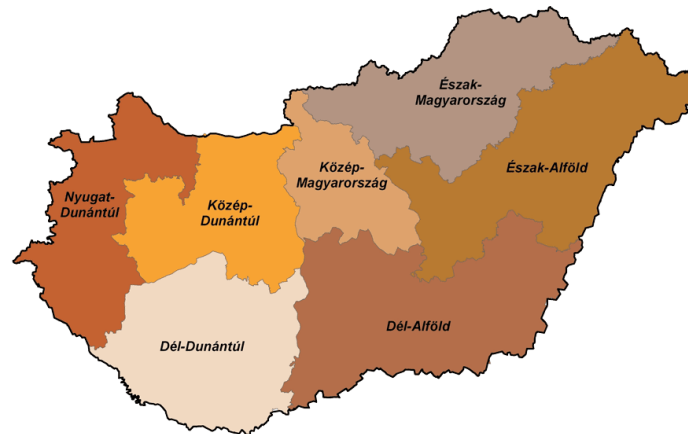 Észak-
Magyarország
Észak-Alföld
Közép-
Magyarország
Nyugat-
Dunántúl
Közép-
Dunántúl
Dél-Alföld
Dél-Dunántúl